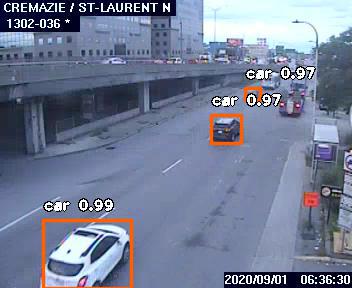 CREMAZIE / ST-LAURENT N
1302-036 *
car 0.97
car 0.97
car 0.99
2020/09/01 06:36:30